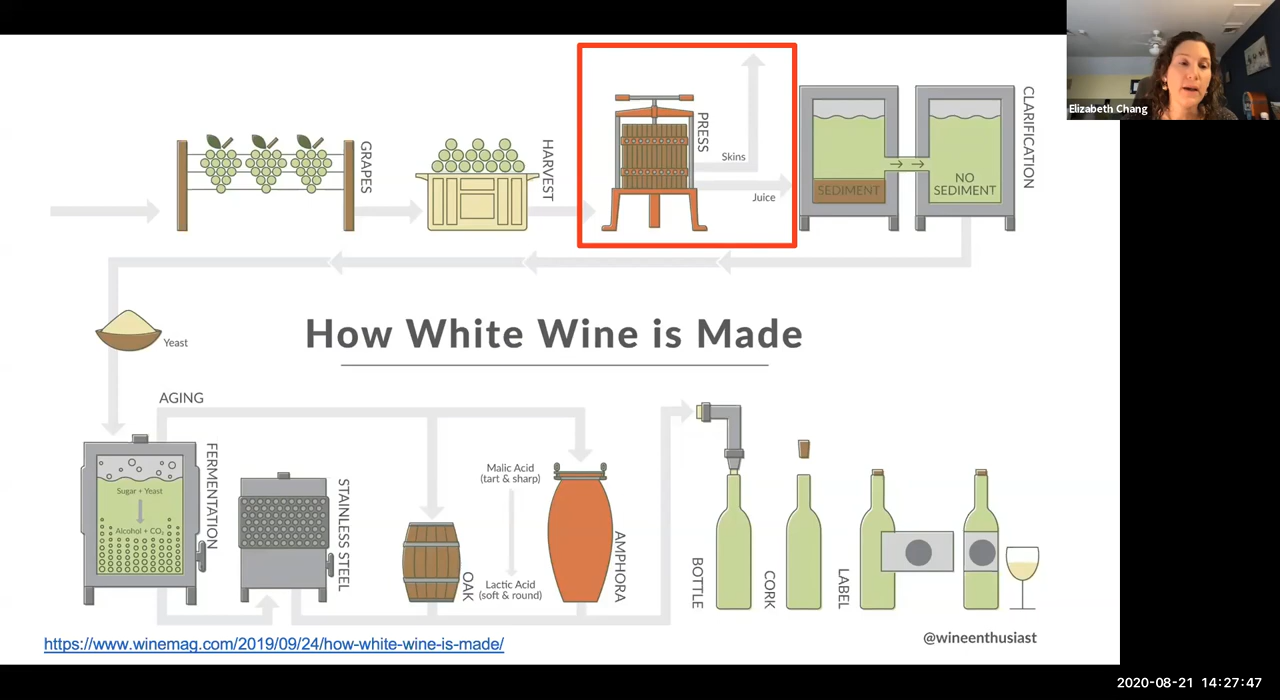 Elizabeth Chang
GRAPES
HARVEST
PRESS
Skins
Juice
SEDIMENT
NO
SEDIMENT
CLARIFICATION
Yeast
How White Wine is Made
AGING
FERMENTATION
Sugar + Yeast
Alcohol + CO₂
STAINLESS STEEL
OAK
Malic Acid
(tart & sharp)
Lactic Acid
(soft & round)
AMPHORA
BOTTLE
CORK
LABEL
https://www.winemag.com/2019/09/24/how-white-wine-is-made/
@wineenthusiast
2020-08-21 14:27:47